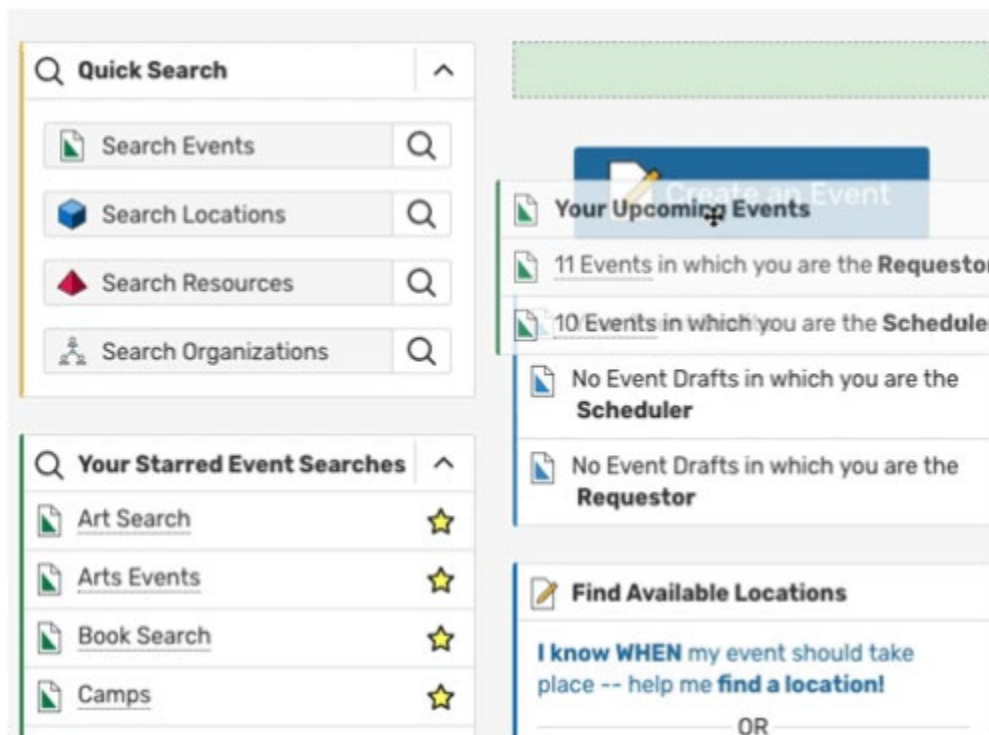 Quick Search
Search Events
Search Locations
Search Resources
Search Organizations
Your Starred Event Searches
Art Search
Arts Events
Book Search
Camps
Create an Event
Your Upcoming Events
11 Events in which you are the Requestor
10 Events in which you are the Schedule
No Event Drafts in which you are the
Scheduler
No Event Drafts in which you are the
Requestor
Find Available Locations
I know WHEN my event should take
place -- help me find a location!
OR